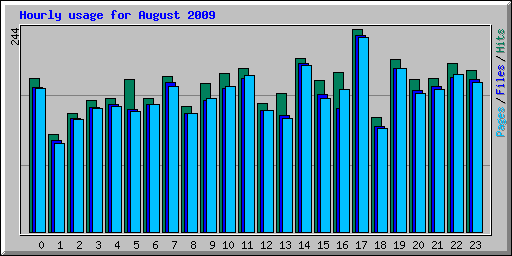 Hourly usage for August 2009
244
Pages / Files / Hits
0 1 2 3 4 5 6 7 8 9 10 11 12 13 14 15 16 17 18 19 20 21 22 23